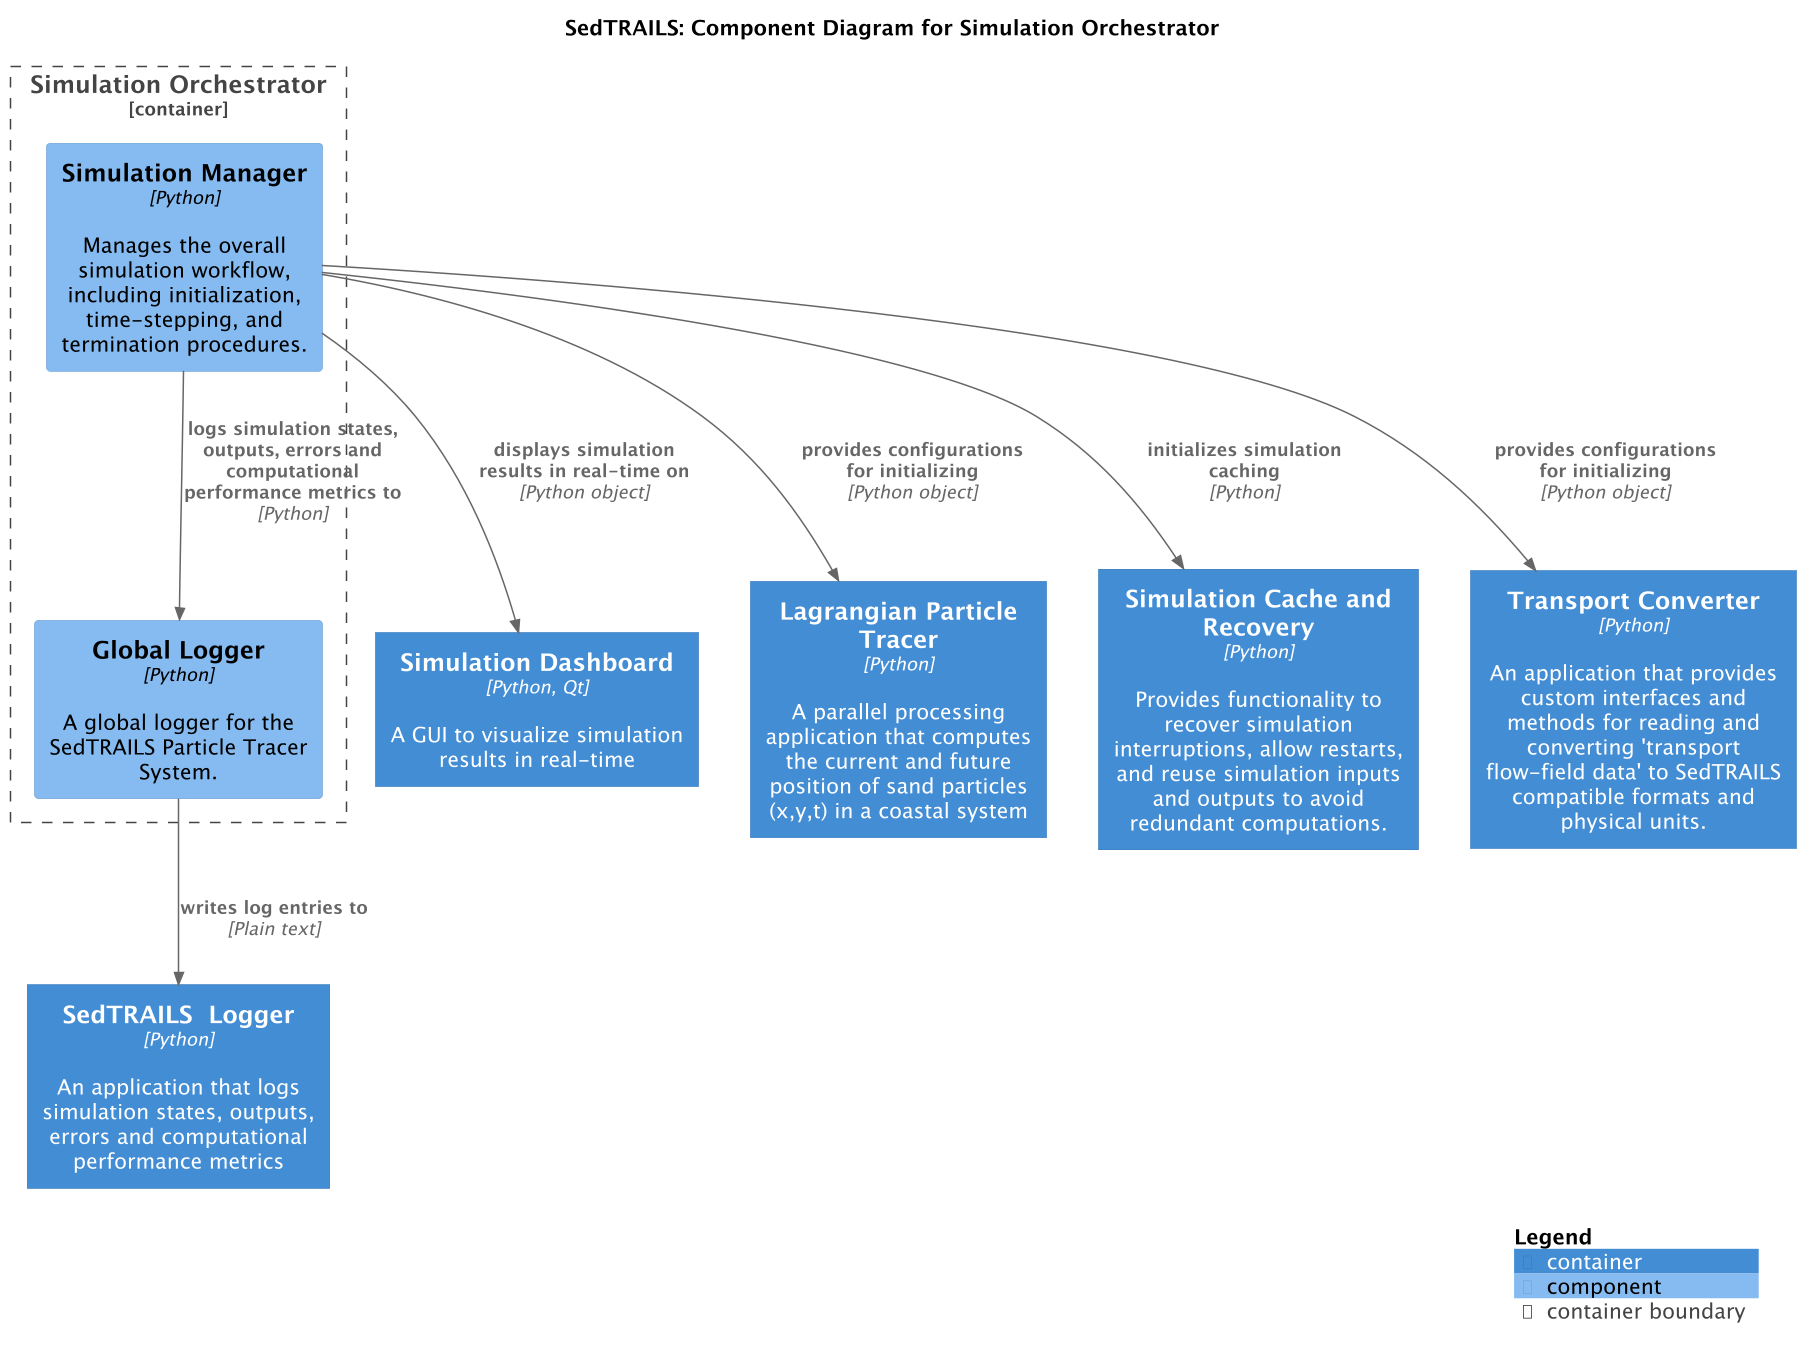 SedTRAILS: Component Diagram for Simulation Orchestrator
Simulation Orchestrator
[container]
Simulation Manager
[Python]
Manages the overall
simulation workflow,
including initialization,
time-stepping, and
termination procedures.
logs simulation states,
outputs, errors and
computational
performance metrics to
[Python]
displays simulation
results in real-time on
[Python object]
provides configurations
for initializing
[Python object]
initializes simulation
caching
[Python]
provides configurations
for initializing
[Python object]
Global Logger
[Python]
A global logger for the
SedTRAILS Particle Tracer
System.
Simulation Dashboard
[Python, Qt]
A GUI to visualize simulation
results in real-time
Lagrangian Particle
Tracer
[Python]
A parallel processing
application that computes
the current and future
position of sand particles
(x,y,t) in a coastal system
Simulation Cache and
Recovery
[Python]
Provides functionality to
recover simulation
interruptions, allow restarts,
and reuse simulation inputs
and outputs to avoid
redundant computations.
Transport Converter
[Python]
An application that provides
custom interfaces and
methods for reading and
converting 'transport
flow-field data' to SedTRAILS
compatible formats and
physical units.
writes log entries to
[Plain text]
SedTRAILS  Logger
[Python]
An application that logs
simulation states, outputs,
errors and computational
performance metrics
Legend
container
component
container boundary